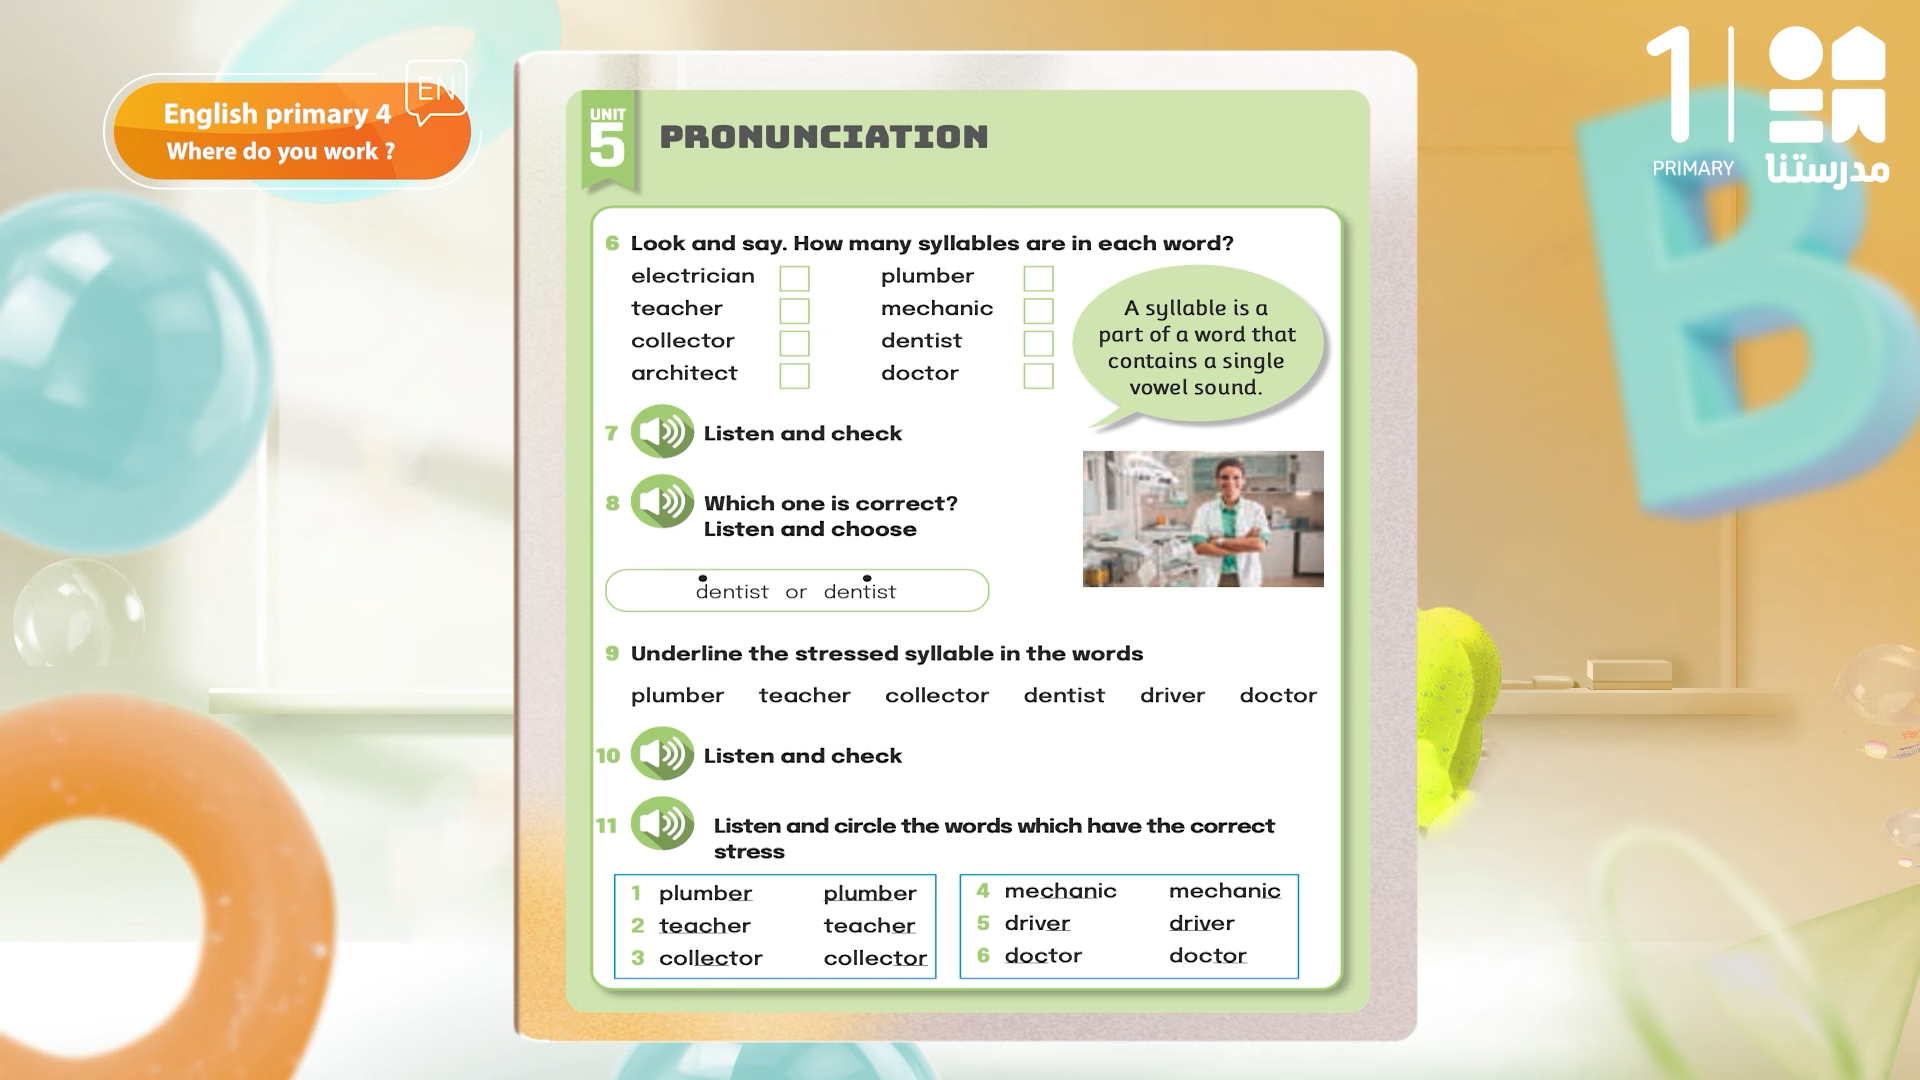 English primary 4
EN
Where do you work ?
1
PRIMARY
مدرستنا
UNIT
5
PRONUNCIATION
6 Look and say. How many syllables are in each word?
electrician plumber
teacher mechanic
collector dentist
architect doctor
A syllable is a
part of a word that
contains a single
vowel sound.
7 Listen and check
8 Which one is correct?
Listen and choose
dentist or dentist
9 Underline the stressed syllable in the words
plumber teacher collector dentist driver doctor
10 Listen and check
11 Listen and circle the words which have the correct
stress
1 plumber plumber
2 teacher teacher
3 collector collector
4 mechanic mechanic
5 driver driver
6 doctor doctor
B